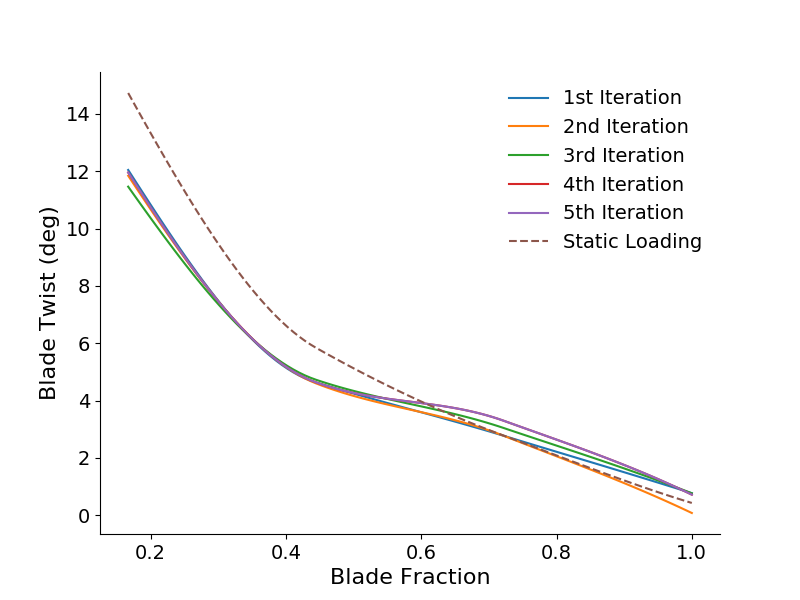 14
12
10
8
6
4
2
0
Blade Twist (deg)
1st Iteration
2nd Iteration
3rd Iteration
4th Iteration
5th Iteration
Static Loading
0.2 0.4 0.6 0.8 1.0
Blade Fraction